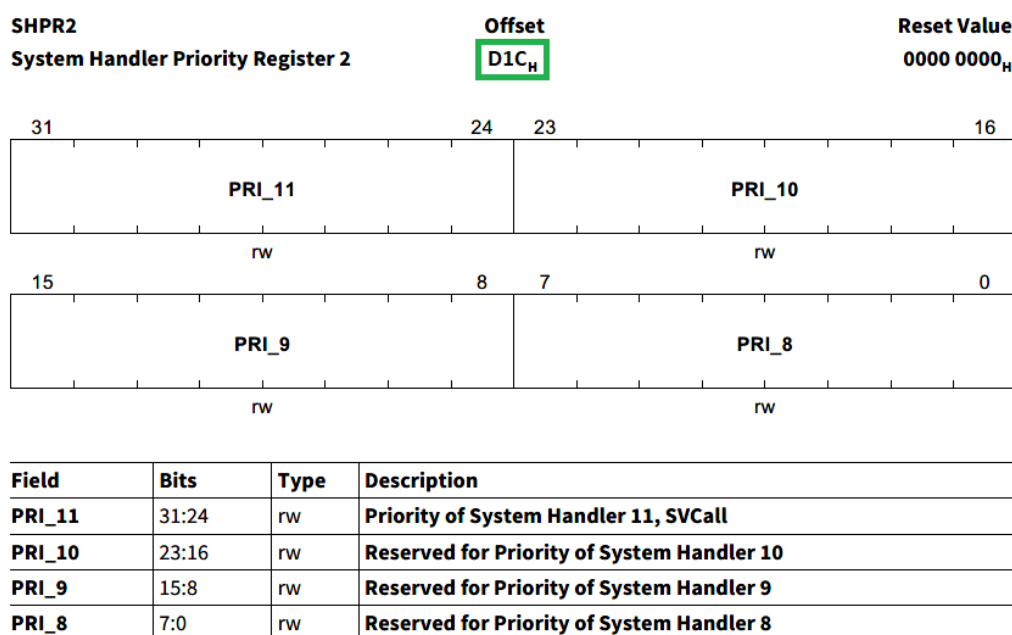 SHPR2 Offset Reset Value
System Handler Priority Register 2 D1CH 0000 0000H
31 24 23 16
PRI_11 PRI_10
rw rw
15 8 7 0
PRI_9 PRI_8
rw rw
Field Bits Type Description
PRI_11 31:24 rw Priority of System Handler 11, SVCall
PRI_10 23:16 rw Reserved for Priority of System Handler 10
PRI_9 15:8 rw Reserved for Priority of System Handler 9
PRI_8 7:0 rw Reserved for Priority of System Handler 8